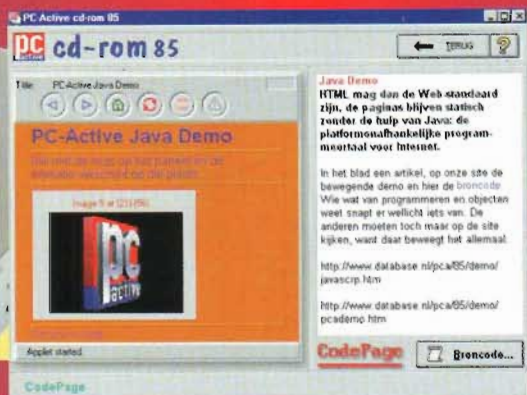 PC-Active cd-rom 85
pc active cd-rom 85
TERUG
?
Title: PC-Active Java Demo
PC-Active Java Demo
pc active
Applet started.
CodePage
Java Demo
HTML mag dan de Web-standaard
zijn, de paginas blijven statisch
zonder de hulp van Java: de
platformonafhankelijke program-
meertaal voor Internet.
In het blad een artikel, op onze site de
bewegende demo en hier de broncode.
Wie wat van programmeren en objecten
weet snapt er wellicht iets van. De
anderen moeten toch maar op de site
kijken, want daar beweegt het allemaal.
http://www.database.nl/pca/85/demo/
javascrp.htm
http://www.database.nl/pca/85/demo/
pcademo.htm
CodePage
Broncode...